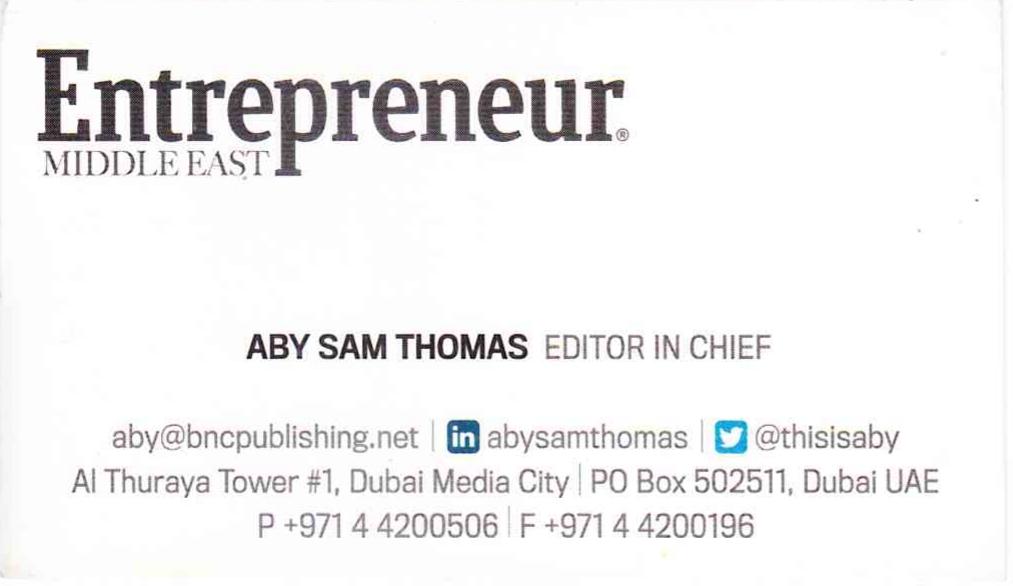 Entrepreneur®
MIDDLE EAST
ABY SAM THOMAS EDITOR IN CHIEF
aby@bncpublishing.net | in abysamthomas | @thisisaby
Al Thuraya Tower #1, Dubai Media City | PO Box 502511, Dubai UAE
P +971 4 4200506 | F +971 4 4200196